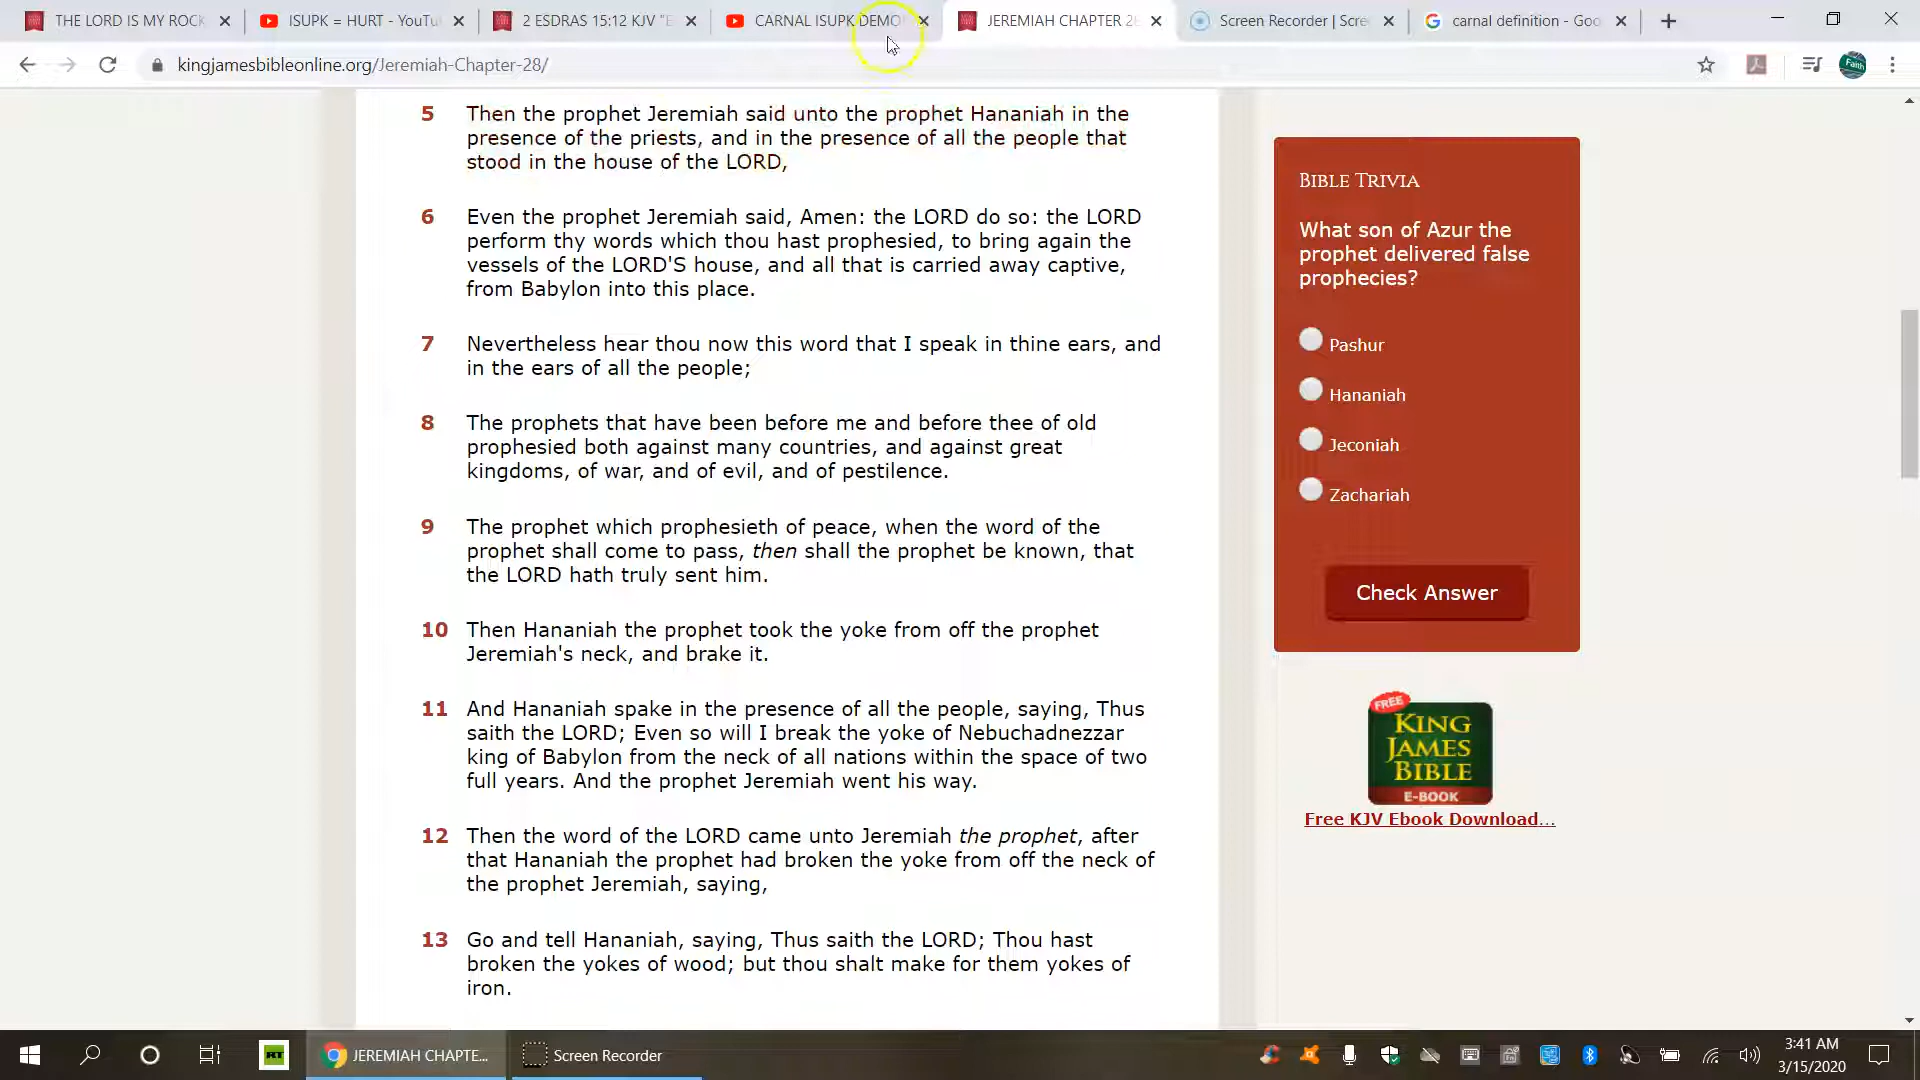 THE LORD IS MY ROCK
ISUPK = HURT - YouTu
2 ESDRAS 15:12 KJV "E
CARNAL ISUPK DEMO
JEREMIAH CHAPTER 28
Screen Recorder | Scre
carnal definition - Goo
kingjamesbibleonline.org/Jeremiah-Chapter-28/
Faith
5 Then the prophet Jeremiah said unto the prophet Hananiah in the
presence of the priests, and in the presence of all the people that
stood in the house of the LORD,
6 Even the prophet Jeremiah said, Amen: the LORD do so: the LORD
perform thy words which thou hast prophesied, to bring again the
vessels of the LORD'S house, and all that is carried away captive,
from Babylon into this place.
7 Nevertheless hear thou now this word that I speak in thine ears, and
in the ears of all the people;
8 The prophets that have been before me and before thee of old
prophesied both against many countries, and against great
kingdoms, of war, and of evil, and of pestilence.
9 The prophet which prophesieth of peace, when the word of the
prophet shall come to pass, then shall the prophet be known, that
the LORD hath truly sent him.
10 Then Hananiah the prophet took the yoke from off the prophet
Jeremiah's neck, and brake it.
11 And Hananiah spake in the presence of all the people, saying, Thus
saith the LORD; Even so will I break the yoke of Nebuchadnezzar
king of Babylon from the neck of all nations within the space of two
full years. And the prophet Jeremiah went his way.
12 Then the word of the LORD came unto Jeremiah the prophet, after
that Hananiah the prophet had broken the yoke from off the neck of
the prophet Jeremiah, saying,
13 Go and tell Hananiah, saying, Thus saith the LORD; Thou hast
broken the yokes of wood; but thou shalt make for them yokes of
iron.
BIBLE TRIVIA
What son of Azur the
prophet delivered false
prophecies?
Pashur
Hananiah
Jeconiah
Zachariah
Check Answer
FREE
KING
JAMES
BIBLE
E-BOOK
Free KJV Ebook Download...
RT
JEREMIAH CHAPTE...
Screen Recorder
3:41 AM
3/15/2020